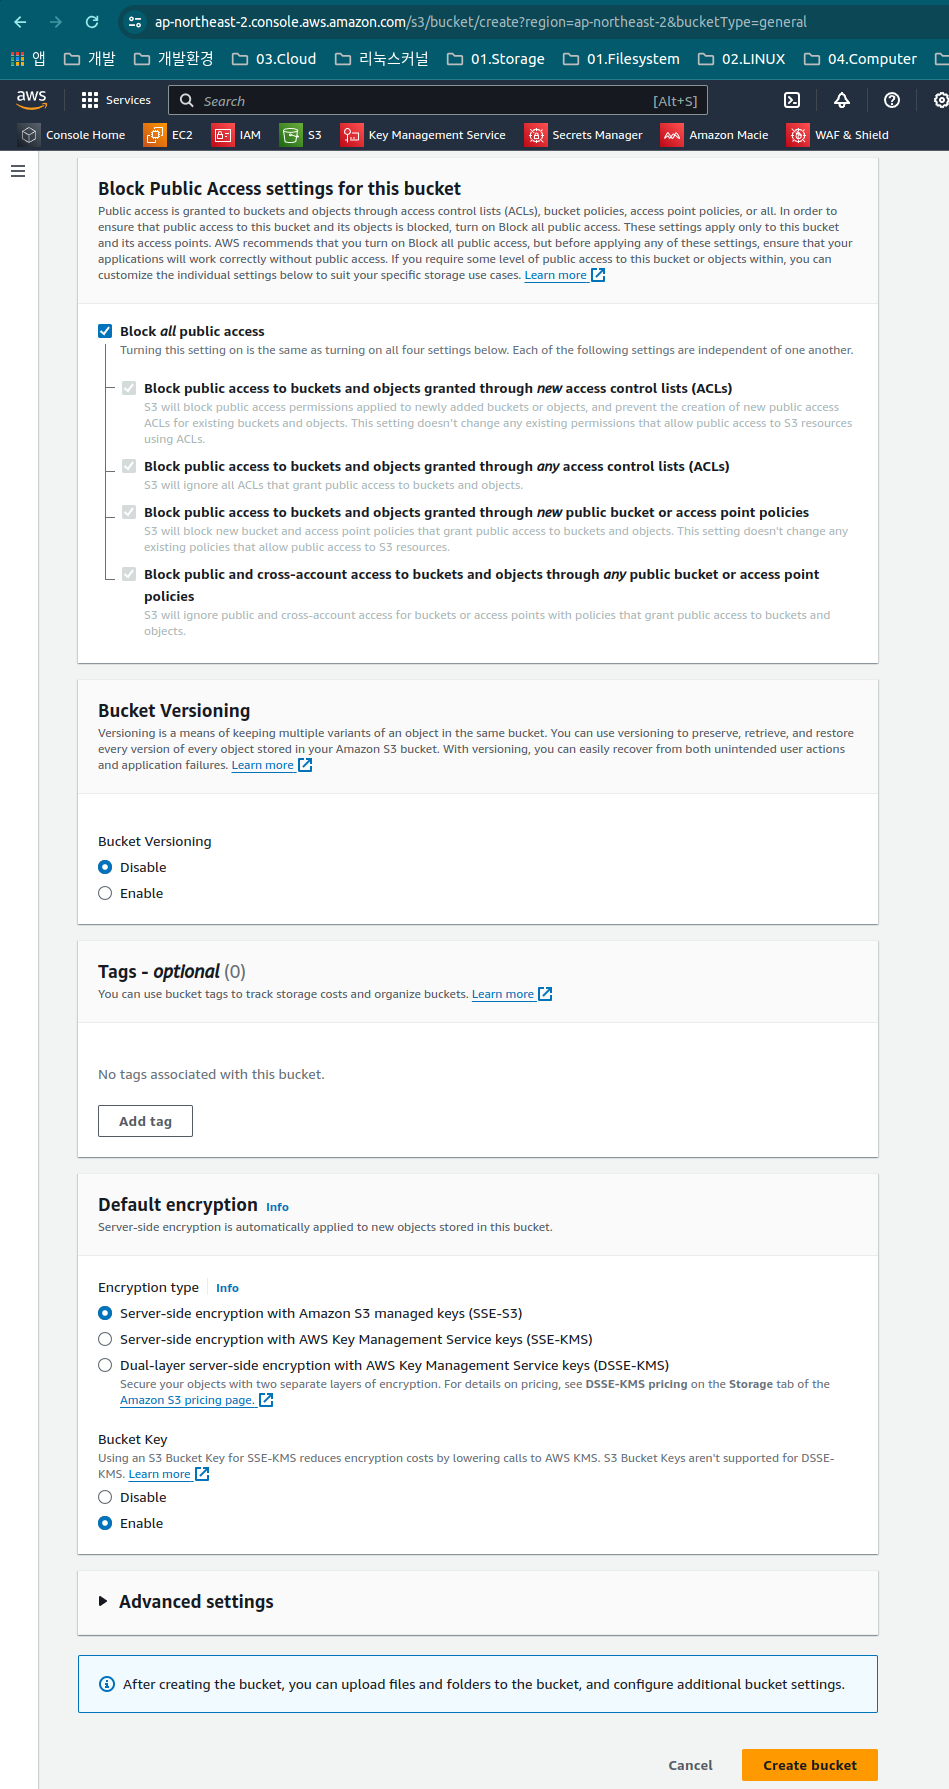 ap-northeast-2.console.aws.amazon.com/s3/bucket/create?region=ap-northeast-2&bucketType=general
앱 개발 개발환경 03.Cloud 리눅스커널 01.Storage 01.Filesystem 02.LINUX 04.Computer
aws Services Search [Alt+S]
Console Home EC2 IAM S3 Key Management Service Secrets Manager Amazon Macie WAF & Shield
Block Public Access settings for this bucket
Public access is granted to buckets and objects through access control lists (ACLs), bucket policies, access point policies, or all. In order to
ensure that public access to this bucket and its objects is blocked, turn on Block all public access. These settings apply only to this bucket
and its access points. AWS recommends that you turn on Block all public access, but before applying any of these settings, ensure that your
applications will work correctly without public access. If you require some level of public access to this bucket or objects within, you can
customize the individual settings below to suit your specific storage use cases. Learn more
Block all public access
Turning this setting on is the same as turning on all four settings below. Each of the following settings are independent of one another.
Block public access to buckets and objects granted through new access control lists (ACLs)
S3 will block public access permissions applied to newly added buckets or objects, and prevent the creation of new public access
ACLs for existing buckets and objects. This setting doesn't change any existing permissions that allow public access to S3 resources
using ACLs.
Block public access to buckets and objects granted through any access control lists (ACLs)
S3 will ignore all ACLs that grant public access to buckets and objects.
Block public access to buckets and objects granted through new public bucket or access point policies
S3 will block new bucket and access point policies that grant public access to buckets and objects. This setting doesn't change any
existing policies that allow public access to S3 resources.
Block public and cross-account access to buckets and objects through any public bucket or access point
policies
S3 will ignore public and cross-account access for buckets or access points with policies that grant public access to buckets and
objects.
Bucket Versioning
Versioning is a means of keeping multiple variants of an object in the same bucket. You can use versioning to preserve, retrieve, and restore
every version of every object stored in your Amazon S3 bucket. With versioning, you can easily recover from both unintended user actions
and application failures. Learn more
Bucket Versioning
Disable
Enable
Tags - optional (0)
You can use bucket tags to track storage costs and organize buckets. Learn more
No tags associated with this bucket.
Add tag
Default encryption Info
Server-side encryption is automatically applied to new objects stored in this bucket.
Encryption type Info
Server-side encryption with Amazon S3 managed keys (SSE-S3)
Server-side encryption with AWS Key Management Service keys (SSE-KMS)
Dual-layer server-side encryption with AWS Key Management Service keys (DSSE-KMS)
Secure your objects with two separate layers of encryption. For details on pricing, see DSSE-KMS pricing on the Storage tab of the
Amazon S3 pricing page.
Bucket Key
Using an S3 Bucket Key for SSE-KMS reduces encryption costs by lowering calls to AWS KMS. S3 Bucket Keys aren't supported for DSSE-
KMS. Learn more
Disable
Enable
Advanced settings
After creating the bucket, you can upload files and folders to the bucket, and configure additional bucket settings.
Cancel Create bucket